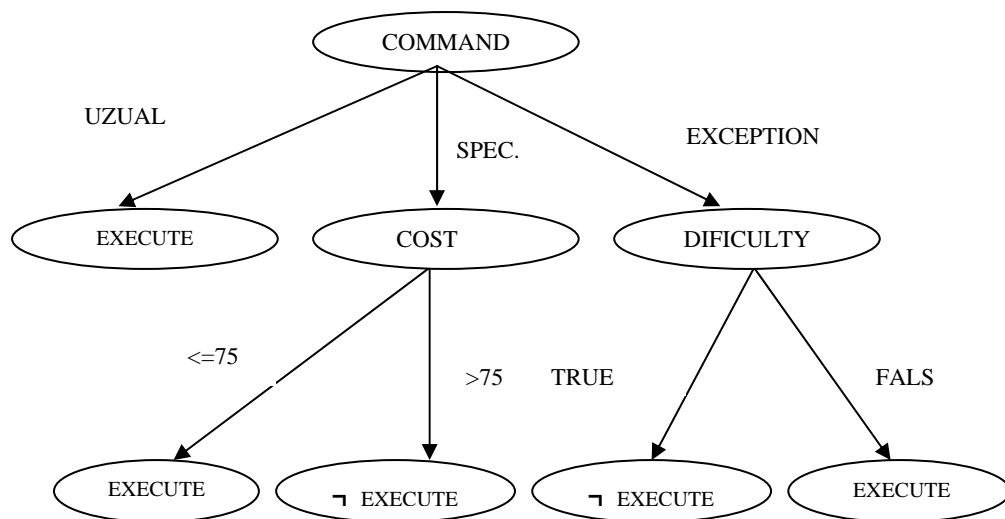 COMMAND
UZUAL
SPEC.
EXCEPTION
EXECUTE
COST
DIFICULTY
<=75
>75
TRUE
FALS
EXECUTE
¬ EXECUTE
¬ EXECUTE
EXECUTE